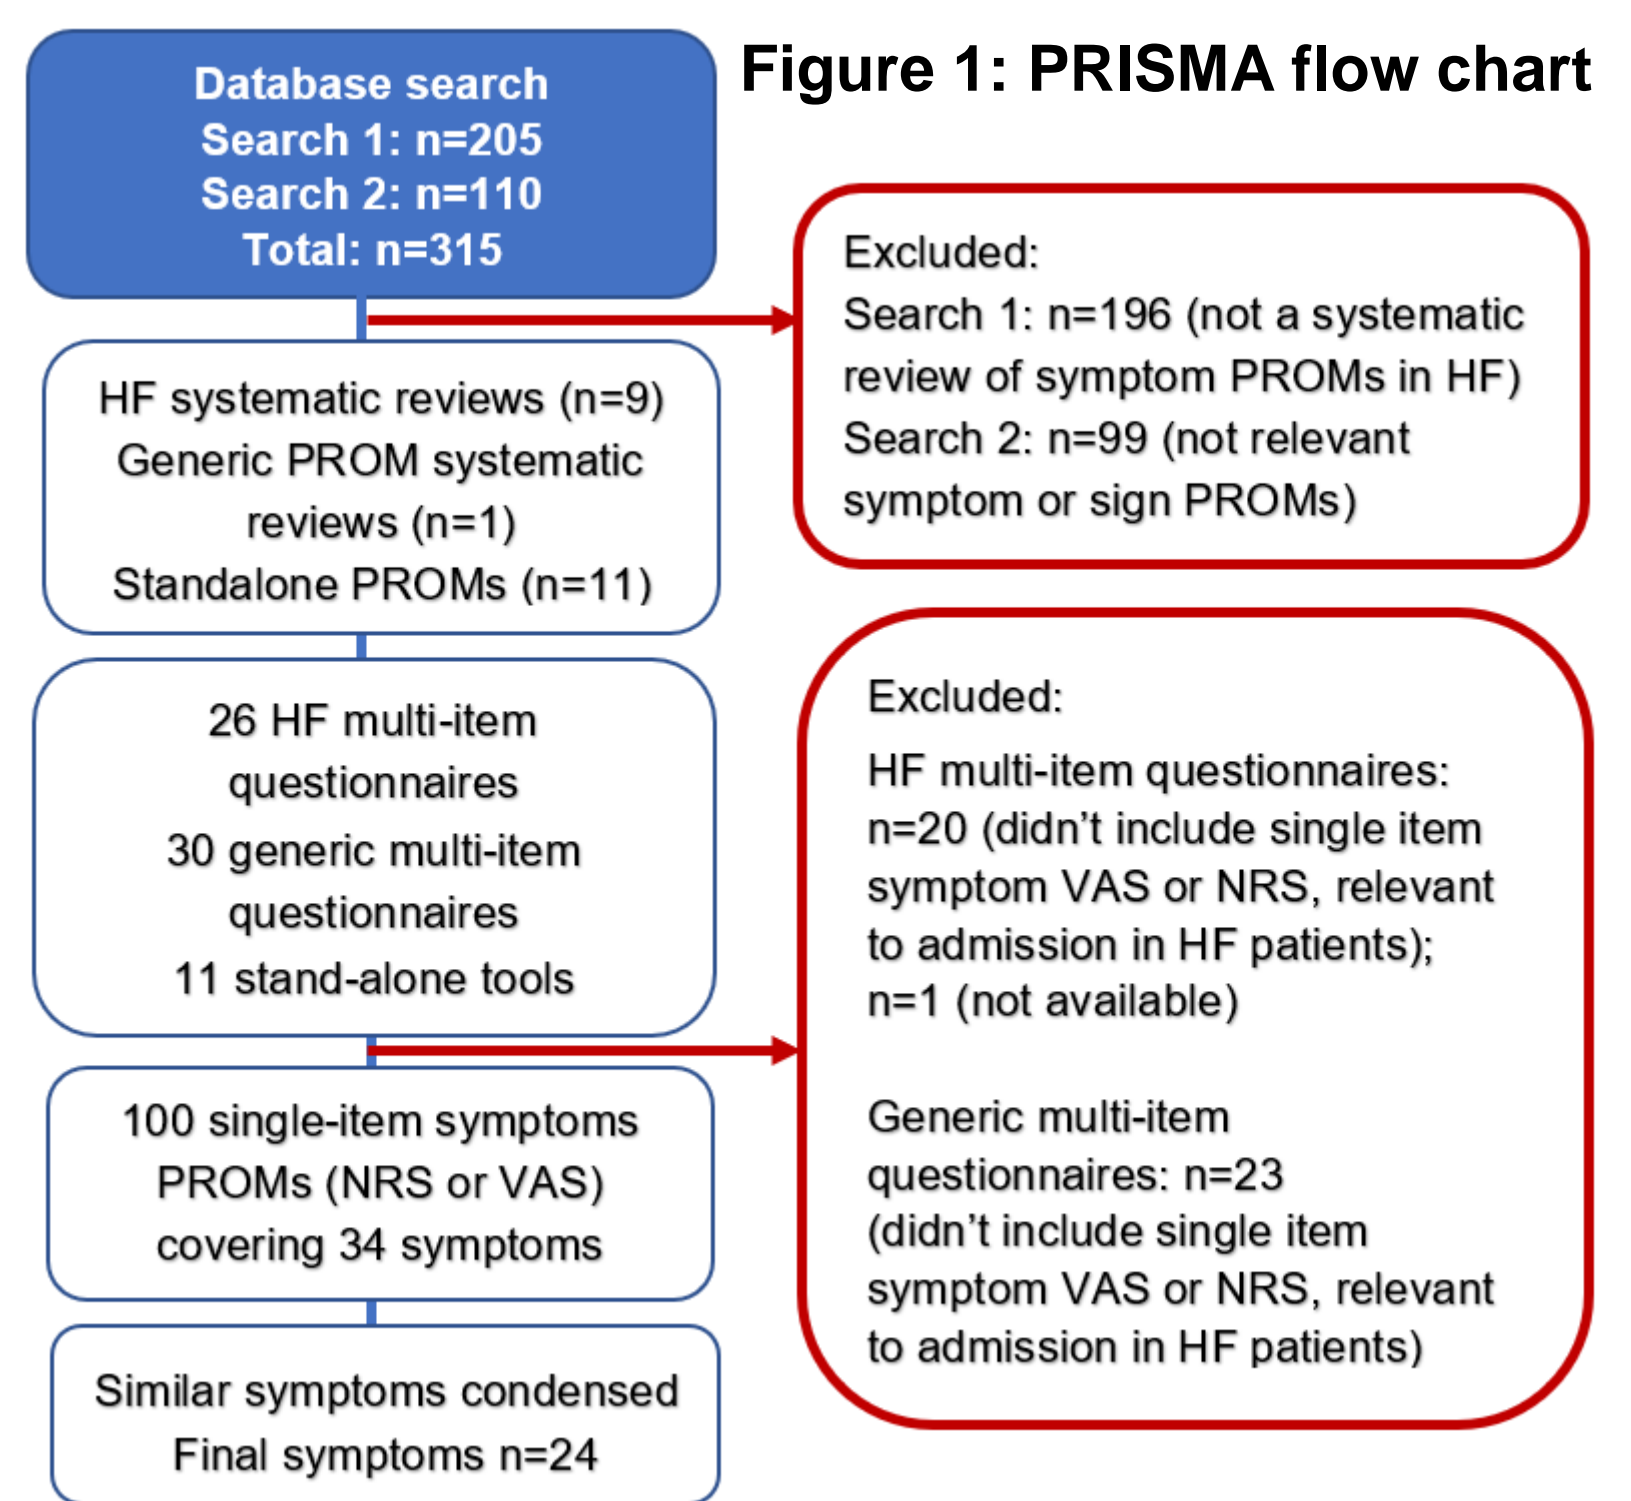 Figure 1: PRISMA flow chart
Database search
Search 1: n=205
Search 2: n=110
Total: n=315
Excluded:
Search 1: n=196 (not a systematic
review of symptom PROMs in HF)
Search 2: n=99 (not relevant
symptom or sign PROMs)
HF systematic reviews (n=9)
Generic PROM systematic
reviews (n=1)
Standalone PROMs (n=11)
26 HF multi-item
questionnaires
30 generic multi-item
questionnaires
11 stand-alone tools
Excluded:
HF multi-item questionnaires:
n=20 (didn’t include single item
symptom VAS or NRS, relevant
to admission in HF patients);
n=1 (not available)
Generic multi-item
questionnaires: n=23
(didn’t include single item
symptom VAS or NRS, relevant
to admission in HF patients)
100 single-item symptoms
PROMs (NRS or VAS)
covering 34 symptoms
Similar symptoms condensed
Final symptoms n=24